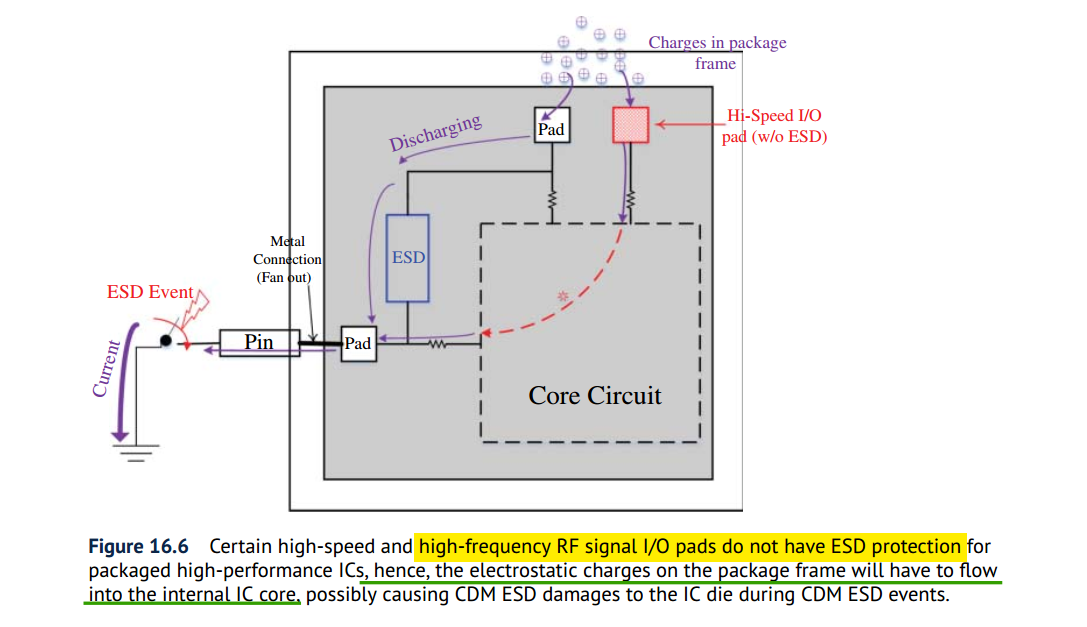 Charges in package
frame
Hi-Speed I/O
pad (w/o ESD)
Pad
Discharging
ESD
Metal
Connection
(Fan out)
ESD Event
Pin
Pad
Current
Core Circuit
Figure 16.6 Certain high-speed and high-frequency RF signal I/O pads do not have ESD protection for
packaged high-performance ICs, hence, the electrostatic charges on the package frame will have to flow
into the internal IC core, possibly causing CDM ESD damages to the IC die during CDM ESD events.